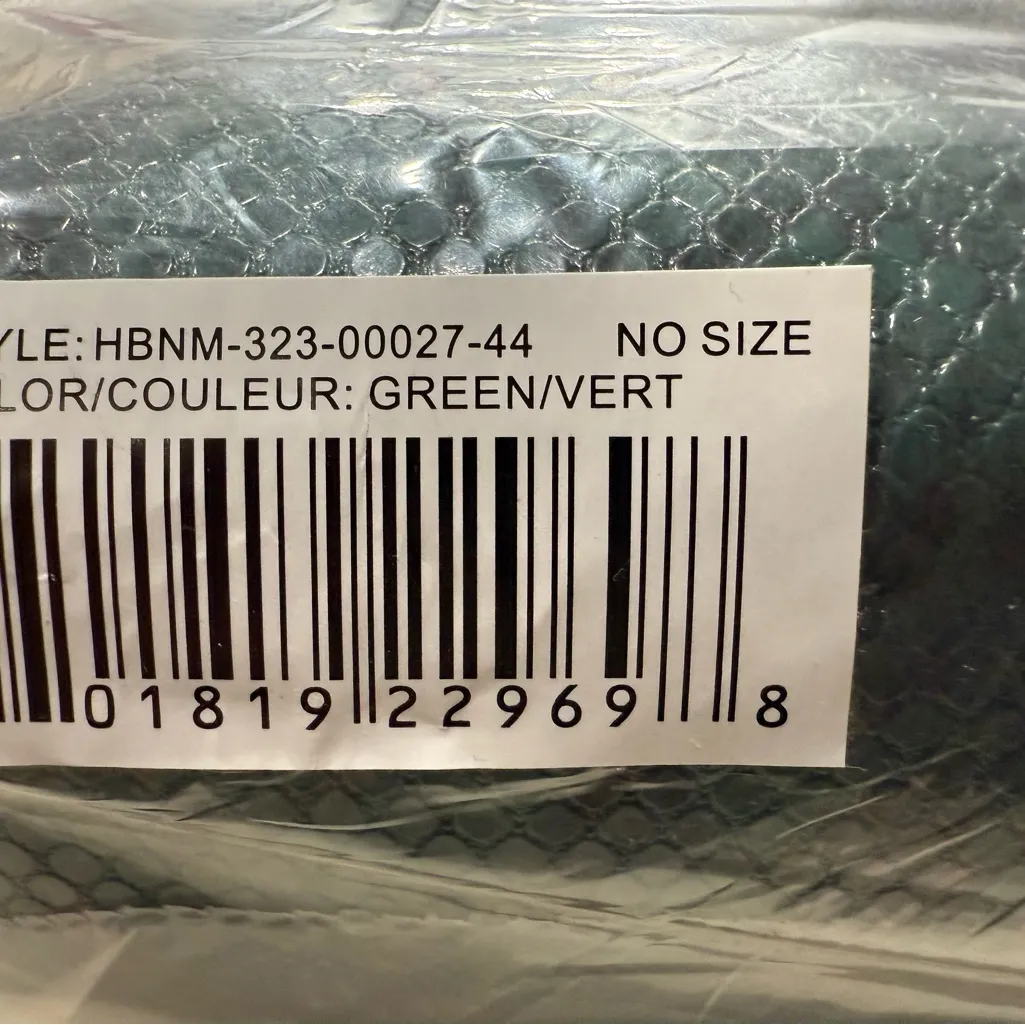 YLE: HBNM-323-00027-44 NO SIZE
LOR/COULEUR: GREEN/VERT
01819 22969 8